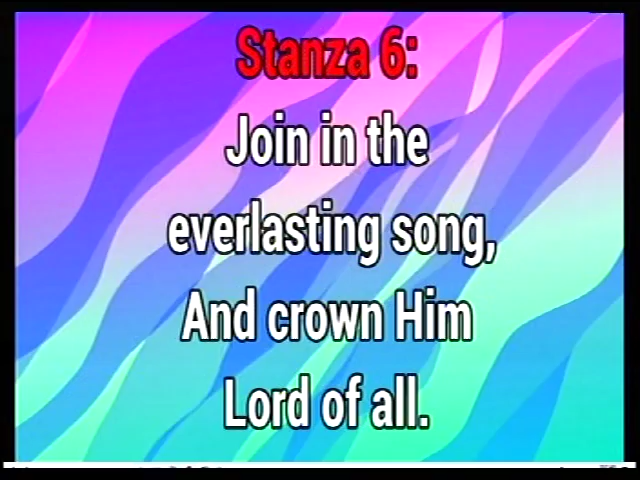 Stanza 6:
Join in the
everlasting song,
And crown Him
Lord of all.